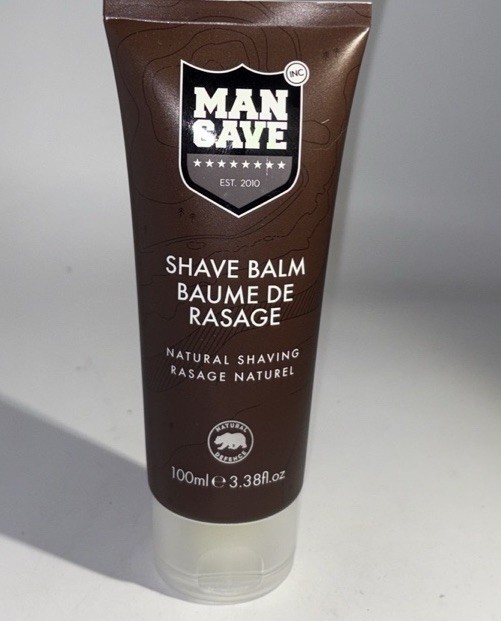 INC
MAN
SAVE
EST. 2010
SHAVE BALM
BAUME DE
RASAGE
NATURAL SHAVING
RASAGE NATUREL
NATURAL
DEFENCE
100ml ℮ 3.38fl.oz